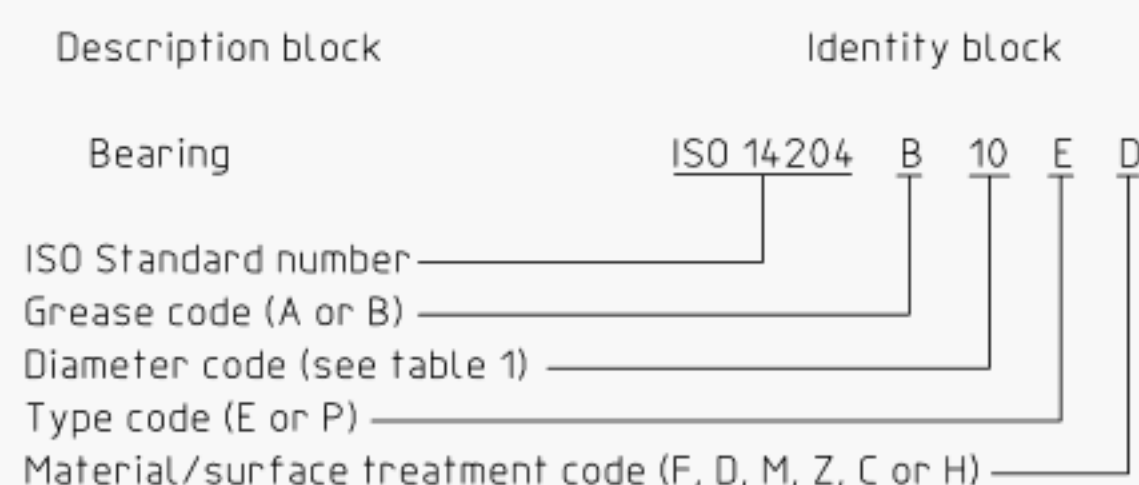 Description block Identity block
Bearing ISO 14204 B 10 E D
ISO Standard number
Grease code (A or B)
Diameter code (see table 1)
Type code (E or P)
Material/surface treatment code (F, D, M, Z, C or H)